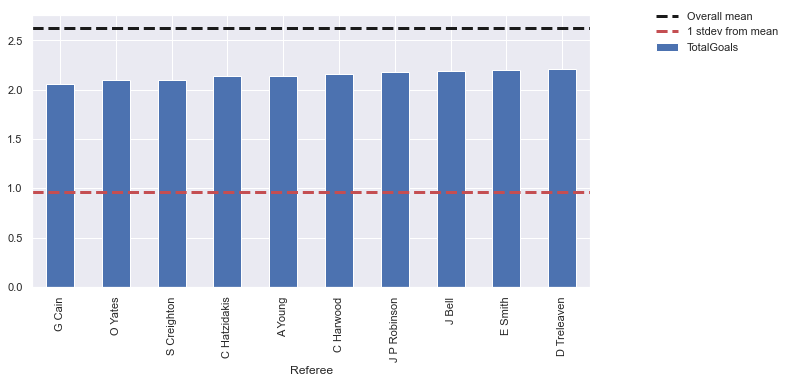 Overall mean
1 stdev from mean
TotalGoals
2.5
2.0
1.5
1.0
0.5
0.0
G Cain
O Yates
S Creighton
C Hatzidakis
A Young
C Harwood
J P Robinson
J Bell
E Smith
D Treleaven
Referee